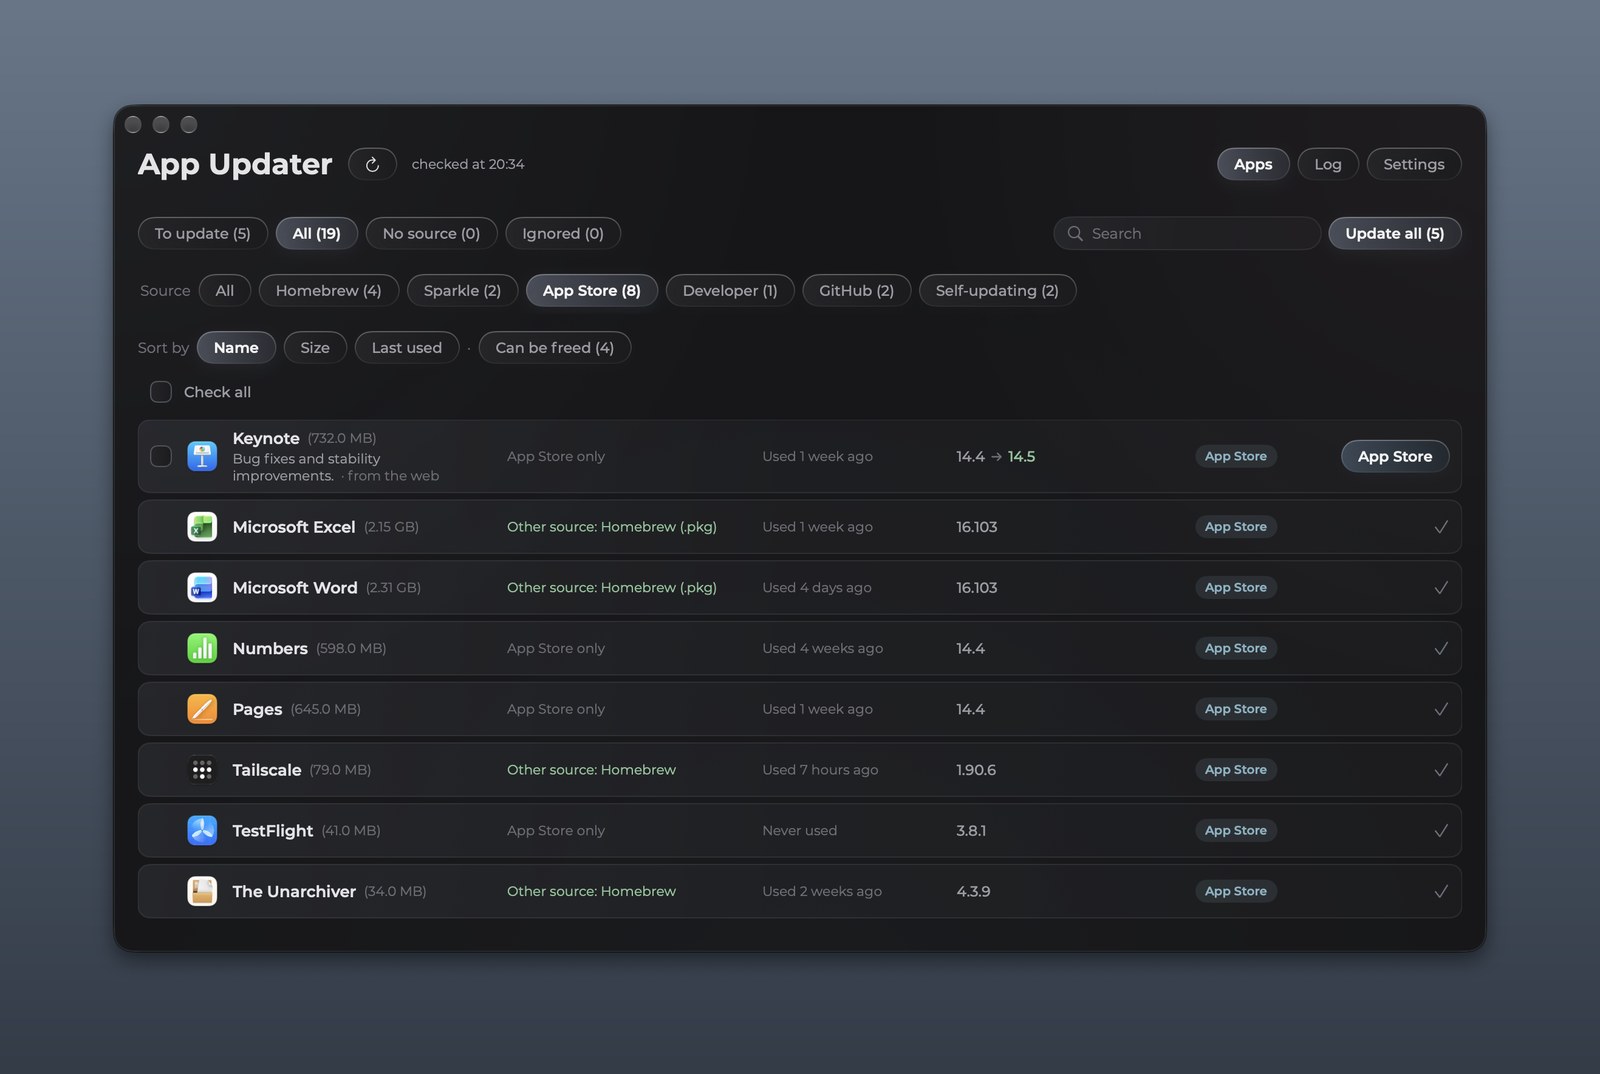 App Updater checked at 20:34 Apps Log Settings
To update (5) All (19) No source (0) Ignored (0) Search Update all (5)
Source All Homebrew (4) Sparkle (2) App Store (8) Developer (1) GitHub (2) Self-updating (2)
Sort by Name Size Last used · Can be freed (4)
Check all
Keynote (732.0 MB)
Bug fixes and stability
improvements. · from the web
App Store only Used 1 week ago 14.4 → 14.5 App Store App Store
Microsoft Excel (2.15 GB) Other source: Homebrew (.pkg) Used 1 week ago 16.103 App Store
Microsoft Word (2.31 GB) Other source: Homebrew (.pkg) Used 4 days ago 16.103 App Store
Numbers (598.0 MB) App Store only Used 4 weeks ago 14.4 App Store
Pages (645.0 MB) App Store only Used 1 week ago 14.4 App Store
Tailscale (79.0 MB) Other source: Homebrew Used 7 hours ago 1.90.6 App Store
TestFlight (41.0 MB) App Store only Never used 3.8.1 App Store
The Unarchiver (34.0 MB) Other source: Homebrew Used 2 weeks ago 4.3.9 App Store